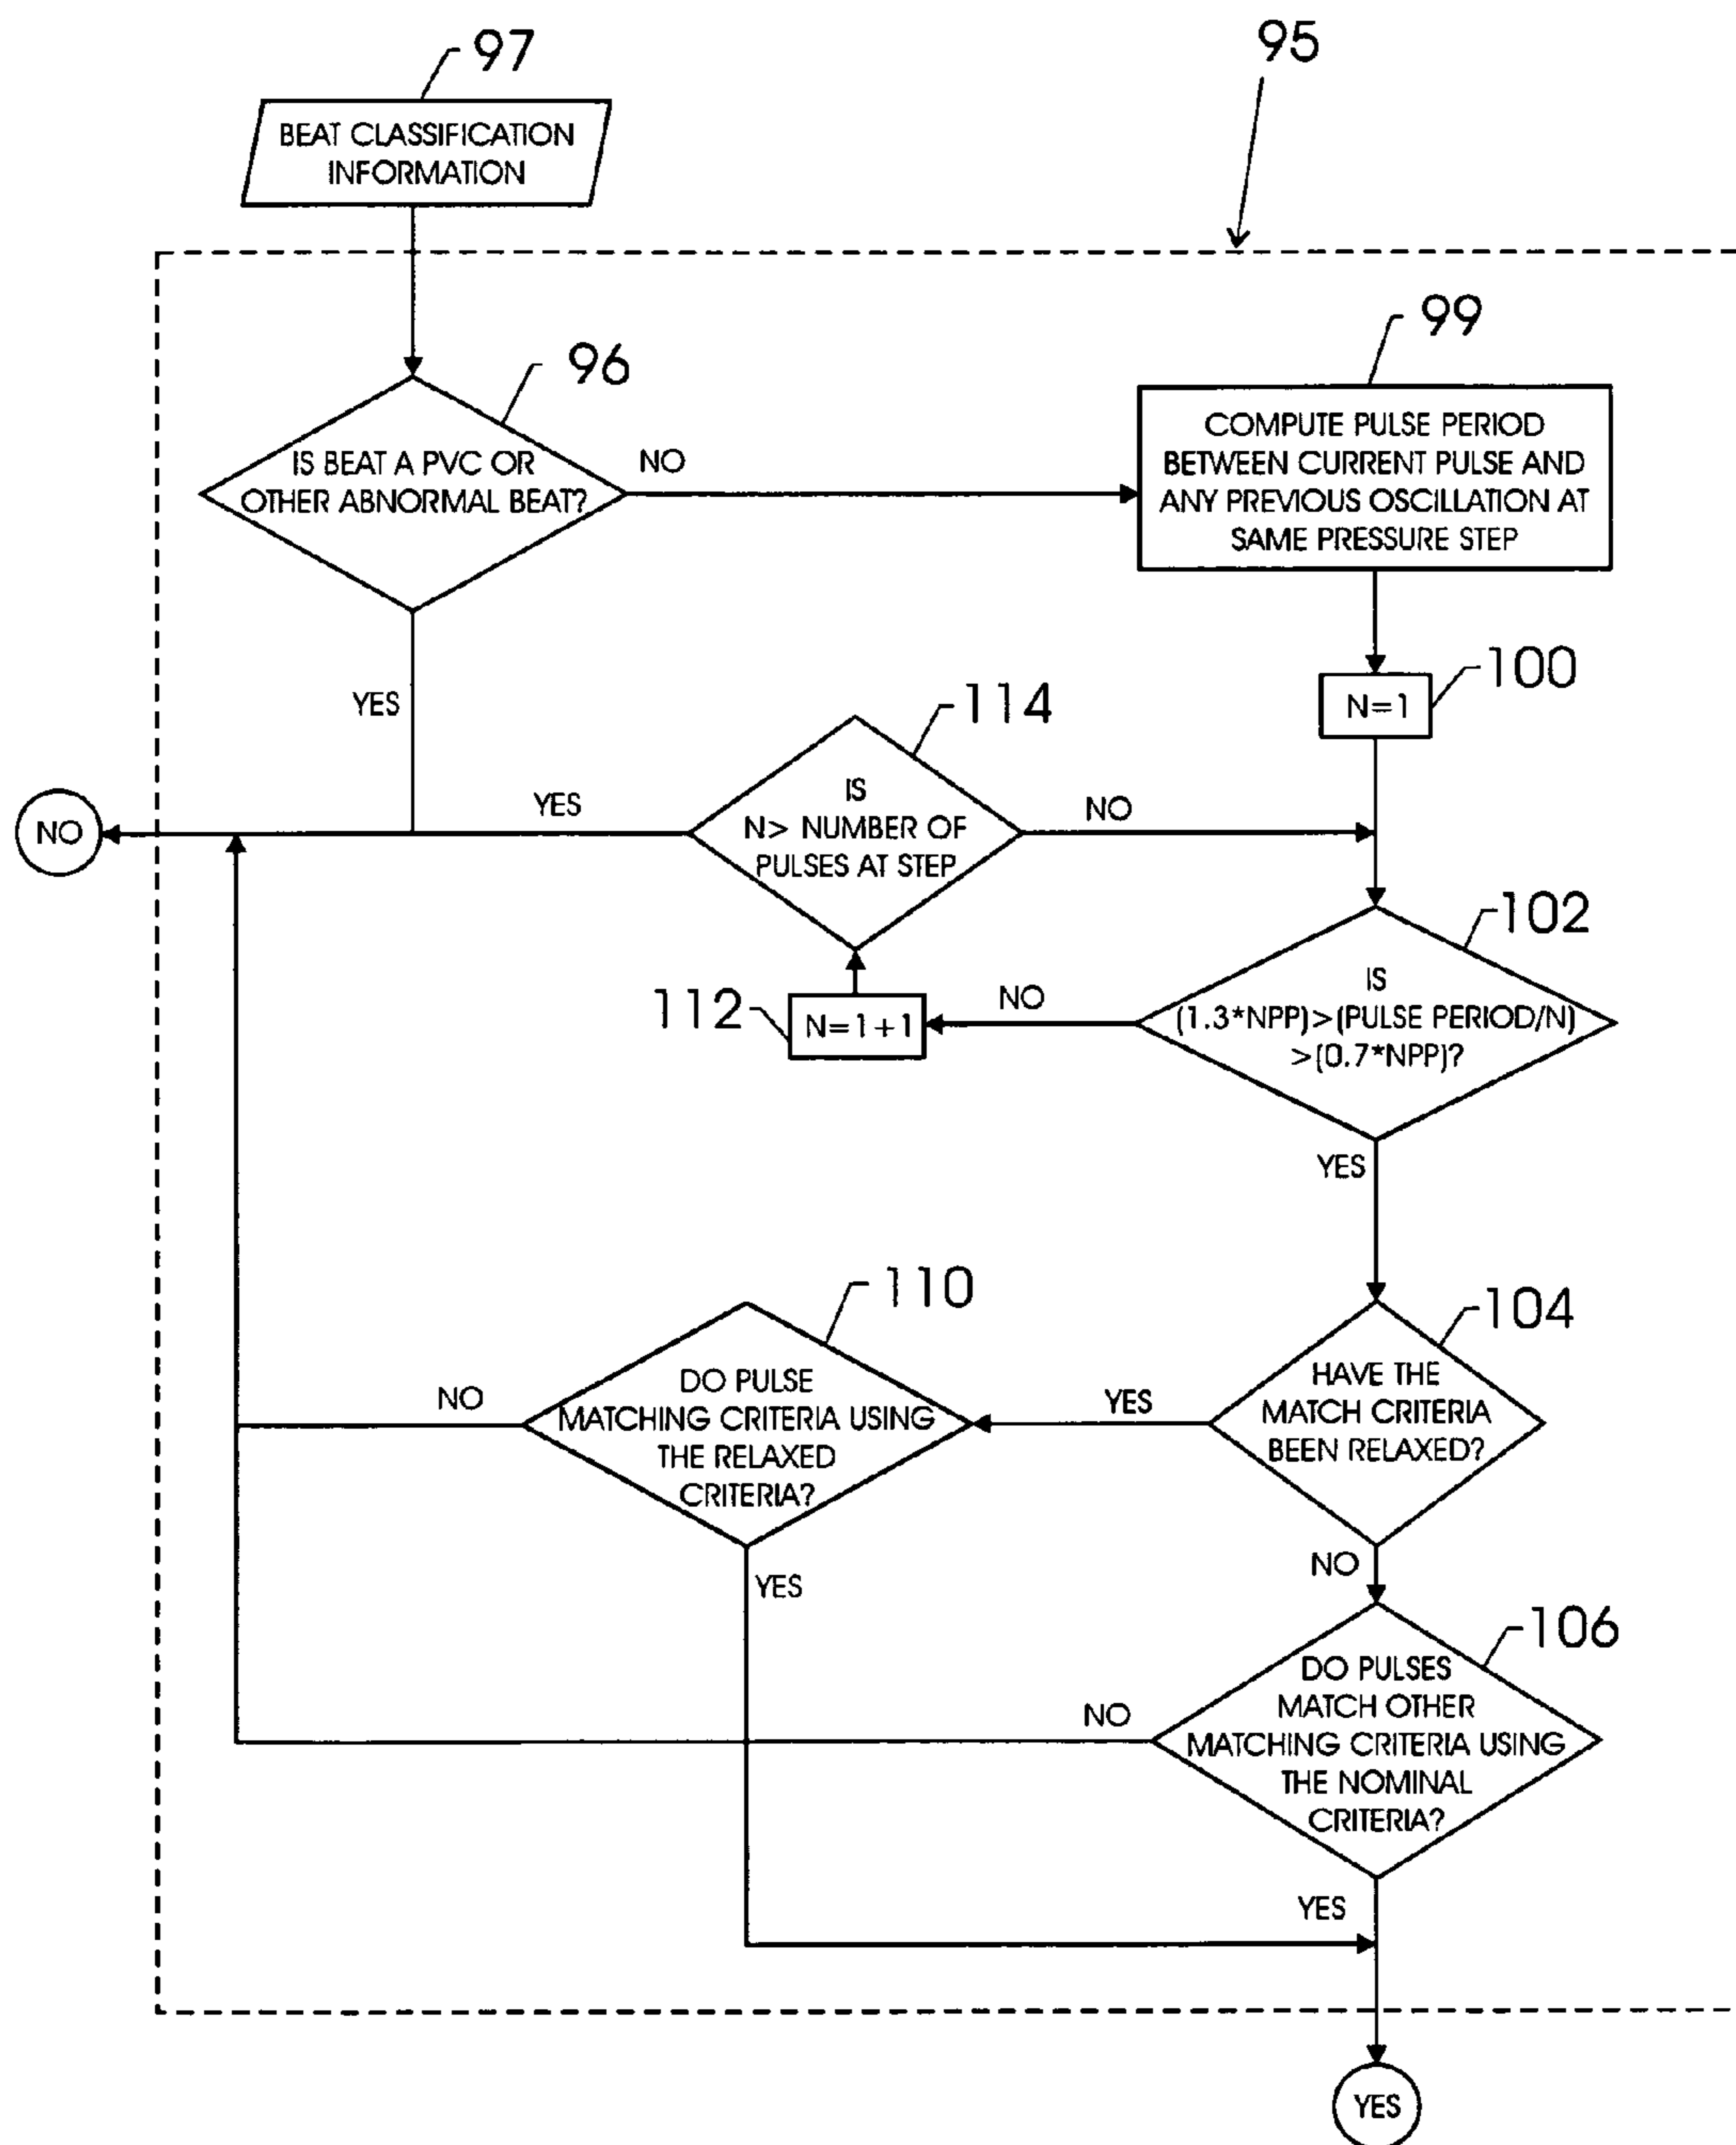 97
95
BEAT CLASSIFICATION
INFORMATION
99
96
COMPUTE PULSE PERIOD
BETWEEN CURRENT PULSE AND
ANY PREVIOUS OSCILLATION AT
SAME PRESSURE STEP
IS BEAT A PVC OR
OTHER ABNORMAL BEAT?
NO
100
N=1
YES
114
IS
N> NUMBER OF
PULSES AT STEP
YES
NO
NO
102
IS
(1.3*NPP)>(PULSE PERIOD/N)
>(0.7*NPP)?
NO
112
N=1+1
YES
110
104
DO PULSE
MATCHING CRITERIA USING
THE RELAXED
CRITERIA?
NO
YES
HAVE THE
MATCH CRITERIA
BEEN RELAXED?
YES
NO
106
DO PULSES
MATCH OTHER
MATCHING CRITERIA USING
THE NOMINAL
CRITERIA?
NO
YES
YES